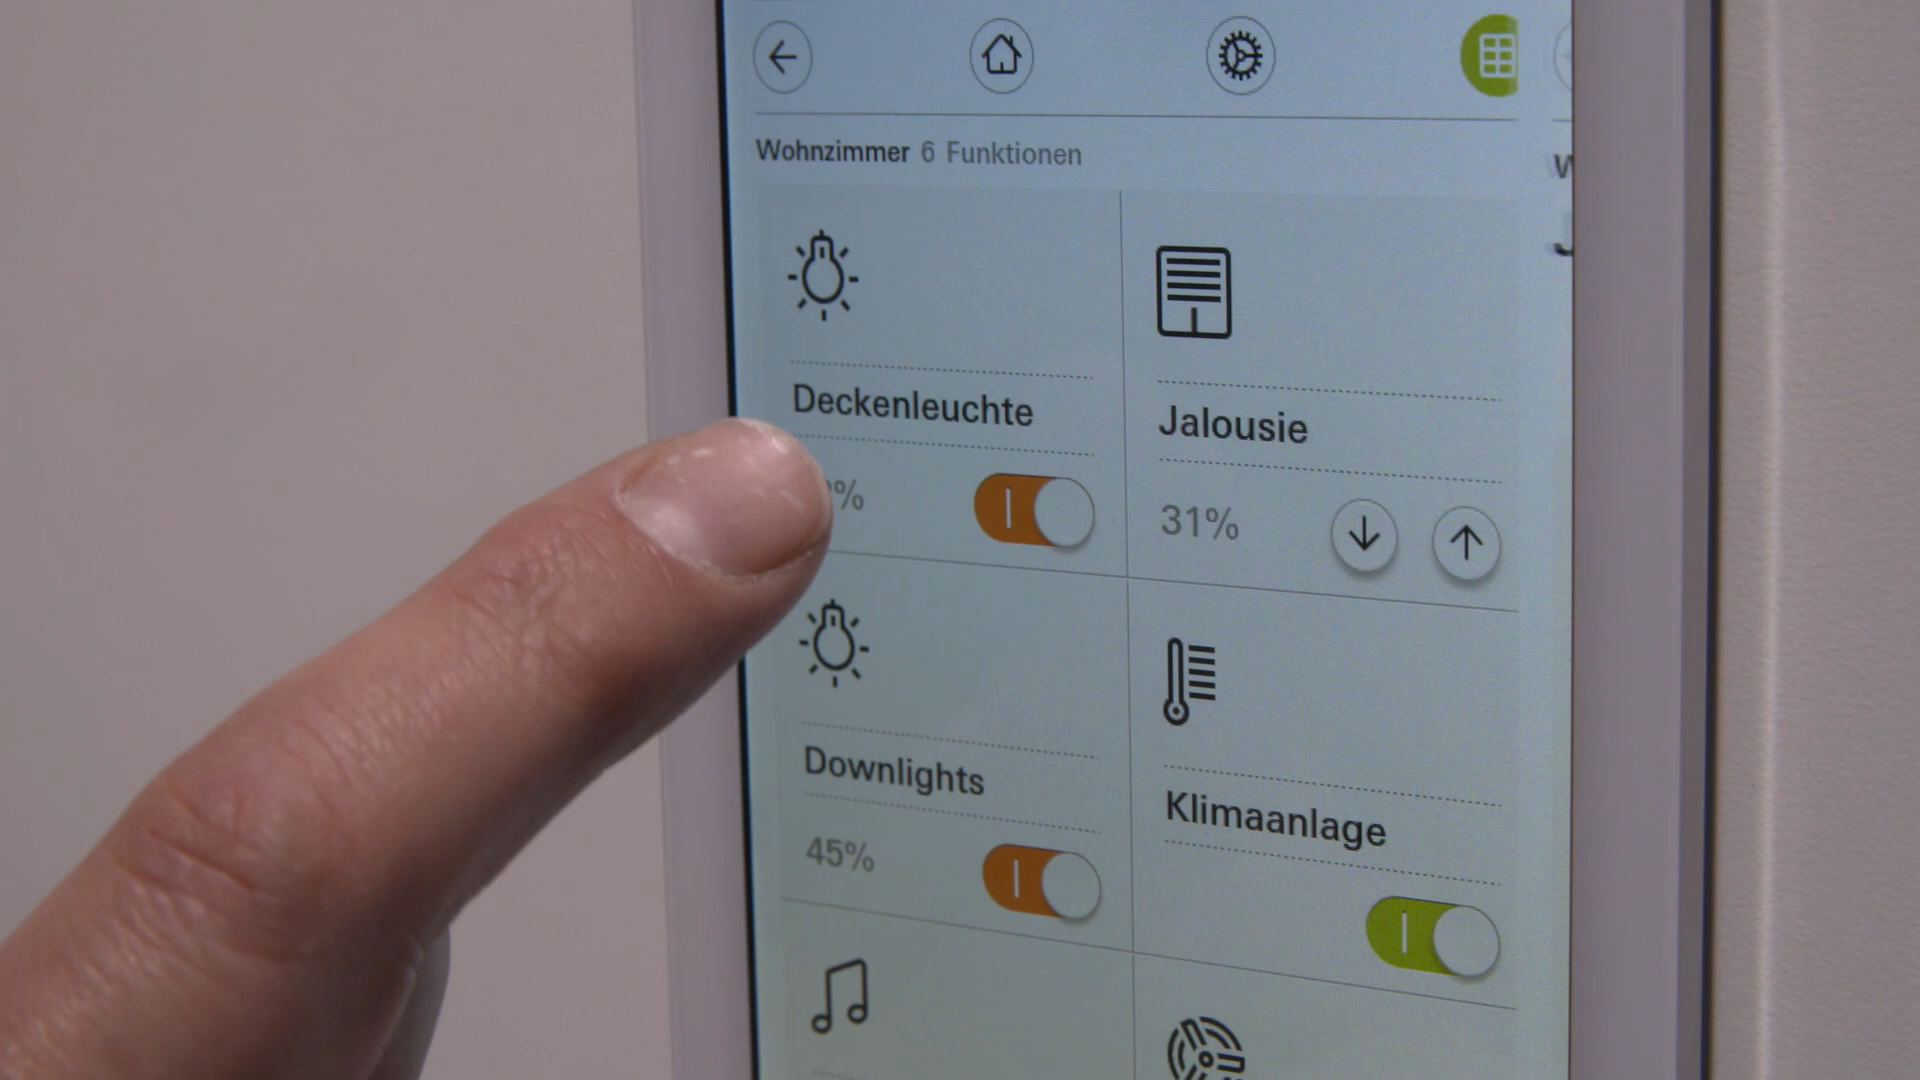 Wohnzimmer 6 Funktionen
Deckenleuchte
Jalousie
%
31%
Downlights
Klimaanlage
45%